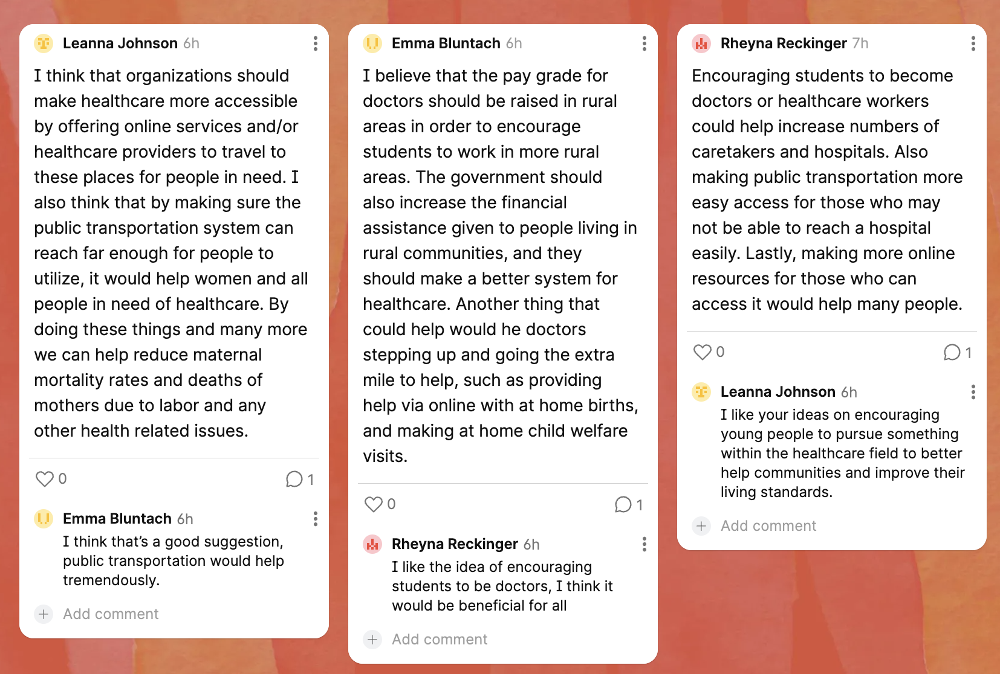 Leanna Johnson 6h
I think that organizations should
make healthcare more accessible
by offering online services and/or
healthcare providers to travel to
these places for people in need. I
also think that by making sure the
public transportation system can
reach far enough for people to
utilize, it would help women and all
people in need of healthcare. By
doing these things and many more
we can help reduce maternal
mortality rates and deaths of
mothers due to labor and any
other health related issues.
0
1
Emma Bluntach 6h
I think that’s a good suggestion,
public transportation would help
tremendously.
Add comment
Emma Bluntach 6h
I believe that the pay grade for
doctors should be raised in rural
areas in order to encourage
students to work in more rural
areas. The government should
also increase the financial
assistance given to people living in
rural communities, and they
should make a better system for
healthcare. Another thing that
could help would he doctors
stepping up and going the extra
mile to help, such as providing
help via online with at home births,
and making at home child welfare
visits.
0
1
Rheyna Reckinger 6h
I like the idea of encouraging
students to be doctors, I think it
would be beneficial for all
Add comment
Rheyna Reckinger 7h
Encouraging students to become
doctors or healthcare workers
could help increase numbers of
caretakers and hospitals. Also
making public transportation more
easy access for those who may
not be able to reach a hospital
easily. Lastly, making more online
resources for those who can
access it would help many people.
0
1
Leanna Johnson 6h
I like your ideas on encouraging
young people to pursue something
within the healthcare field to better
help communities and improve their
living standards.
Add comment